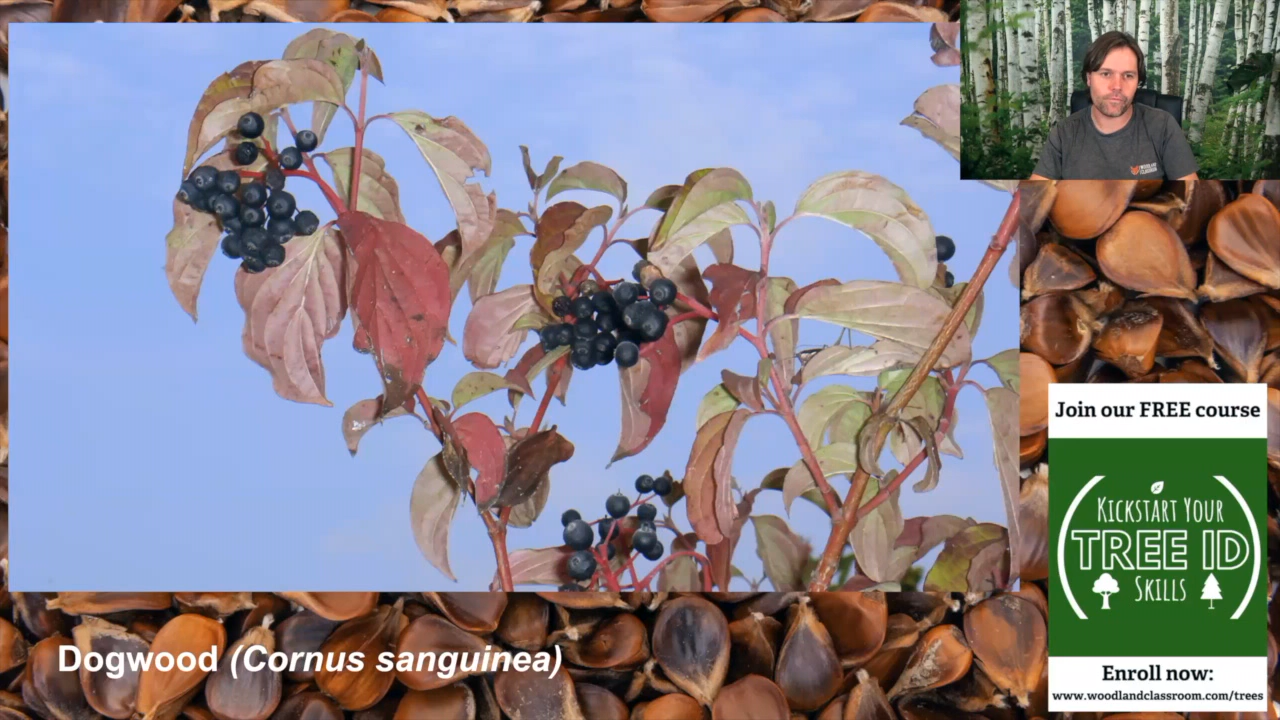 Join our FREE course
KICKSTART YOUR
TREE ID
SKILLS
Enroll now:
www.woodlandclassroom.com/trees
Dogwood (Cornus sanguinea)